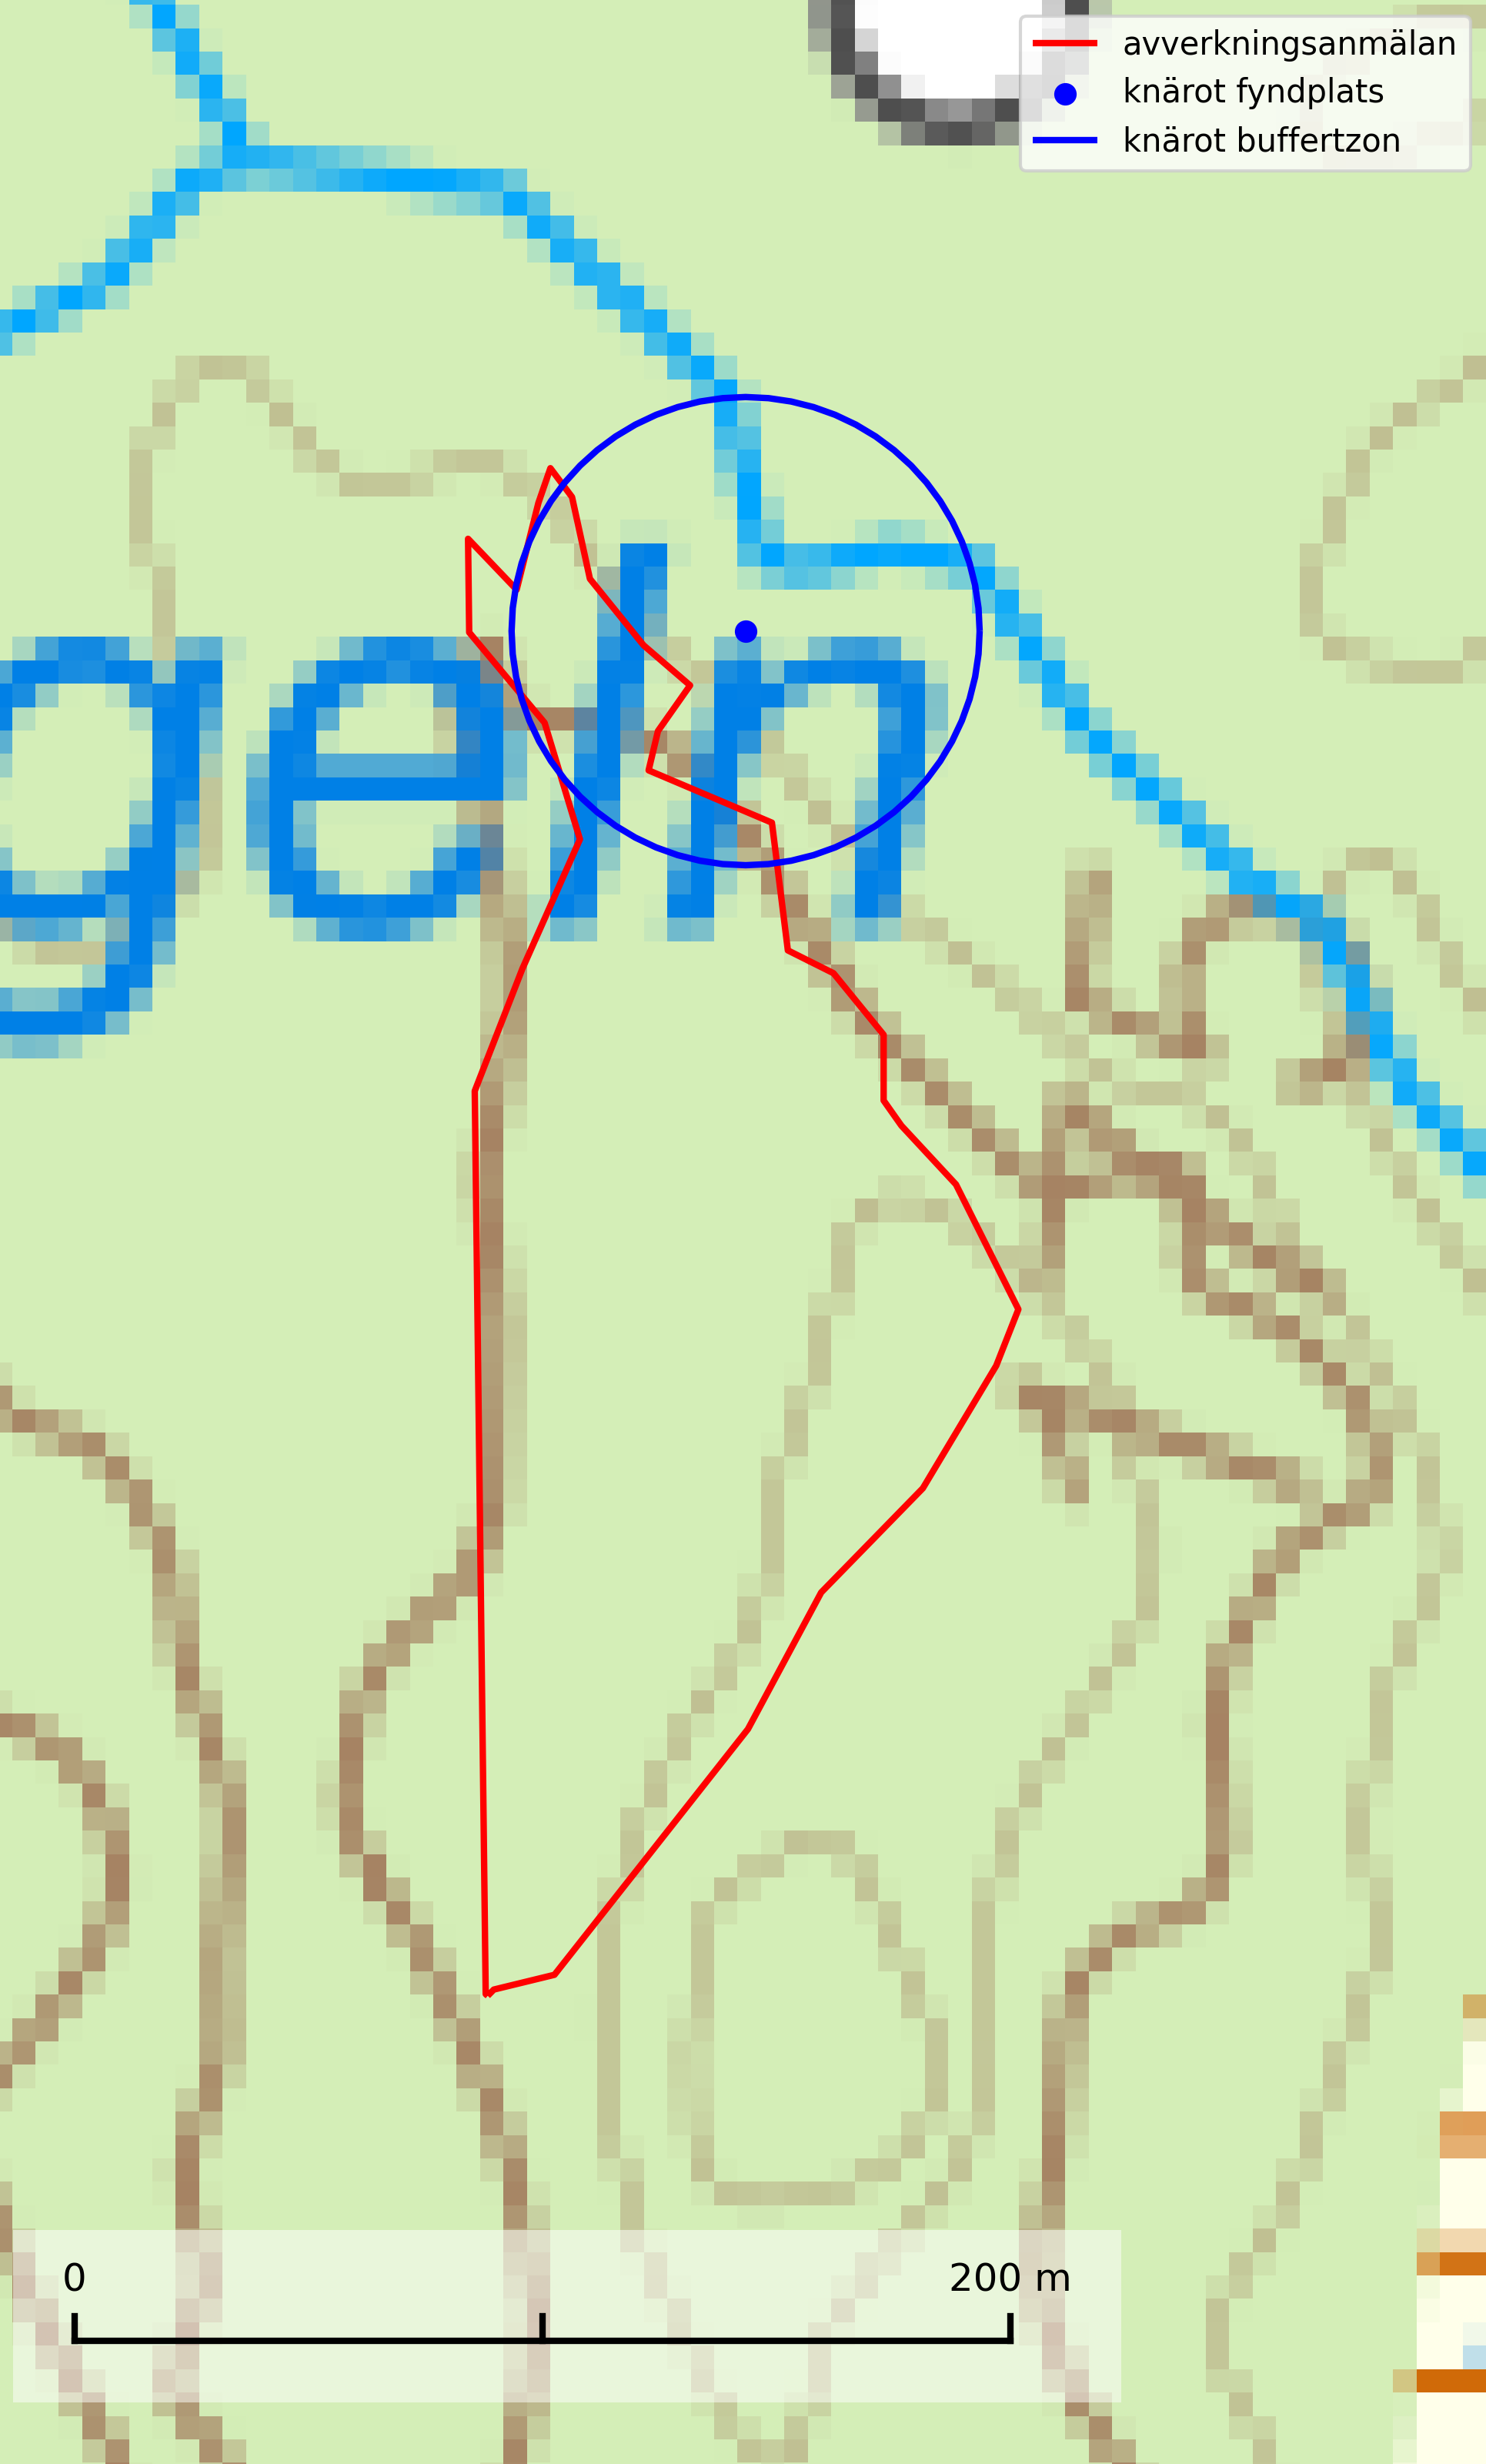 avverkningsanmälan
knärot fyndplats
knärot buffertzon
0 200 m